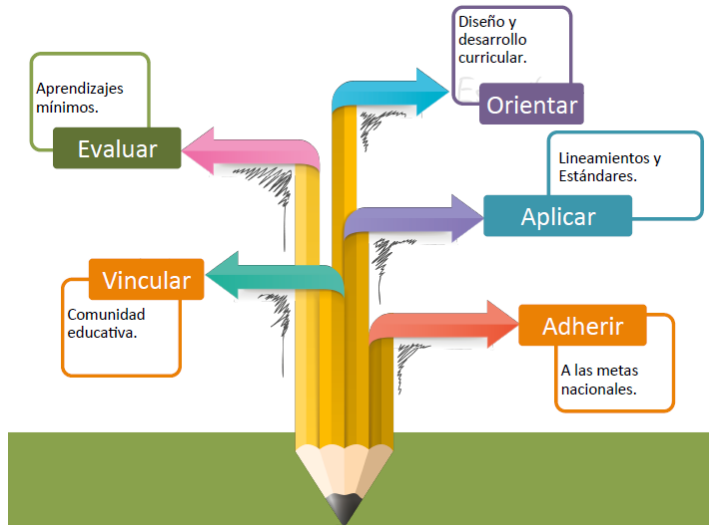 Diseño y
desarrollo
curricular.
Orientar
Aprendizajes
mínimos.
Evaluar
Lineamientos y
Estándares.
Aplicar
Vincular
Comunidad
educativa.
Adherir
A las metas
nacionales.